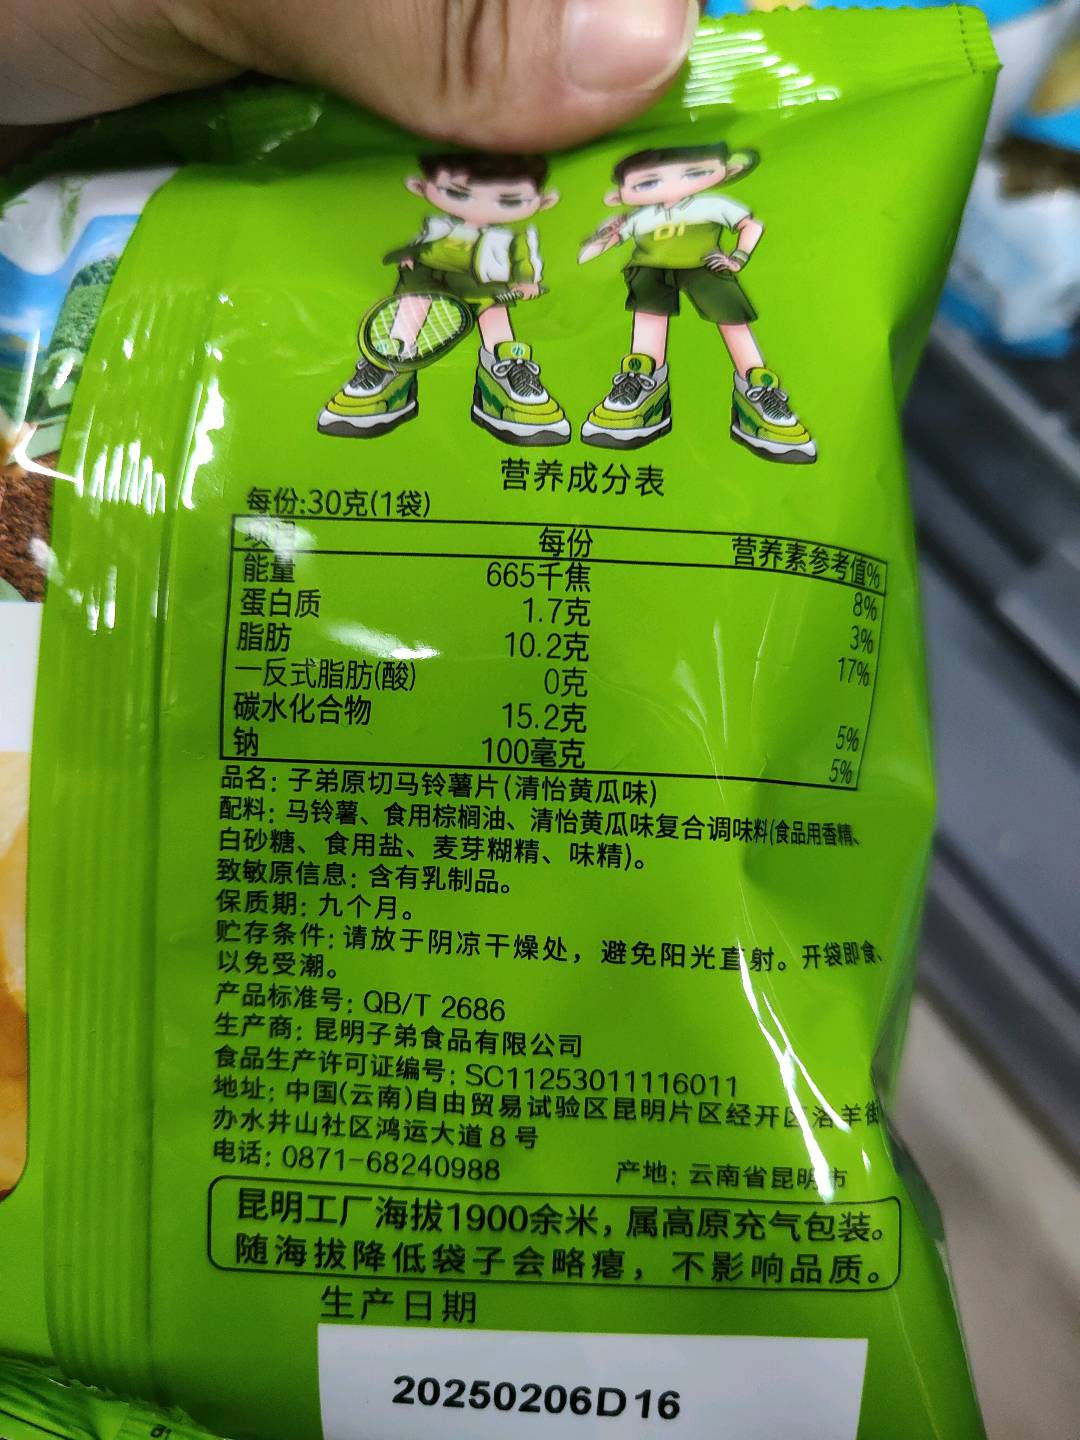 21
01
营养成分表
每份:30克(1袋)
项目 每份 营养素参考值%
能量 665千焦 8%
蛋白质 1.7克 3%
脂肪 10.2克 17%
—反式脂肪(酸) 0克
碳水化合物 15.2克 5%
钠 100毫克 5%
品名: 子弟原切马铃薯片(清怡黄瓜味)
配料: 马铃薯、食用棕榈油、清怡黄瓜味复合调味料(食品用香精、
白砂糖、食用盐、麦芽糊精、味精)。
致敏原信息: 含有乳制品。
保质期: 九个月。
贮存条件: 请放于阴凉干燥处，避免阳光直射。开袋即食、
以免受潮。
产品标准号: QB/T 2686
生产商: 昆明子弟食品有限公司
食品生产许可证编号: SC11253011116011
地址: 中国(云南)自由贸易试验区昆明片区经开区洛羊街
办水井山社区鸿运大道8号
电话: 0871-68240988 产地: 云南省昆明市
昆明工厂海拔1900余米，属高原充气包装。
随海拔降低袋子会略瘪，不影响品质。
生产日期
20250206D16